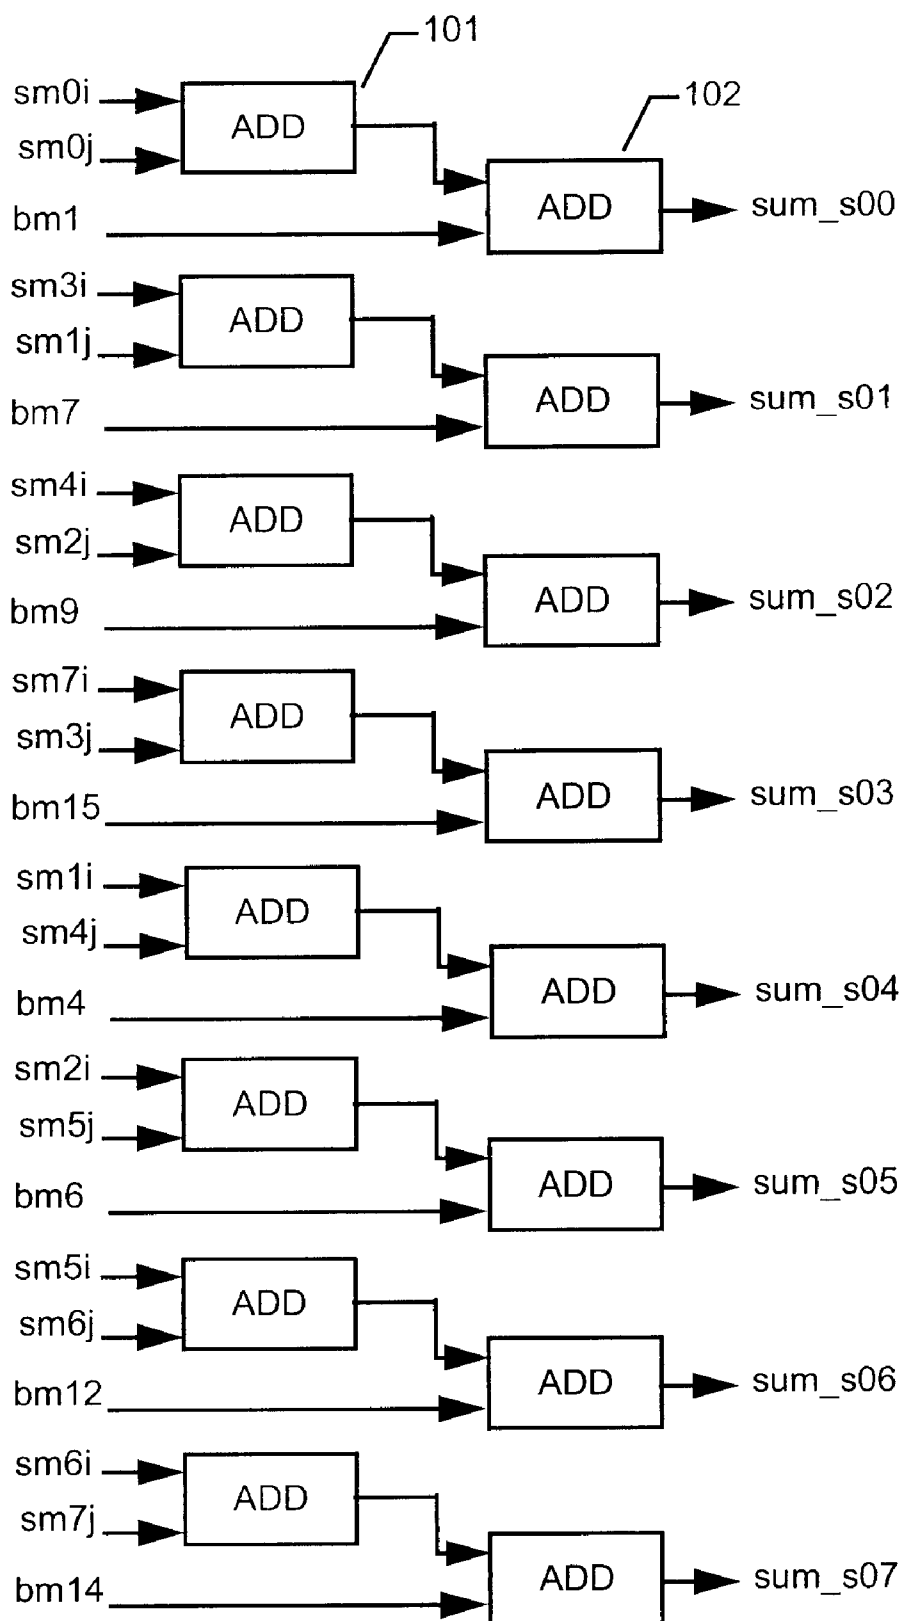 101
sm0i
ADD
102
sm0j
ADD
sum_s00
bm1
sm3i
ADD
sm1j
ADD
sum_s01
bm7
sm4i
ADD
sm2j
ADD
sum_s02
bm9
sm7i
ADD
sm3j
ADD
sum_s03
bm15
sm1i
ADD
sm4j
ADD
sum_s04
bm4
sm2i
ADD
sm5j
ADD
sum_s05
bm6
sm5i
ADD
sm6j
ADD
sum_s06
bm12
sm6i
ADD
sm7j
ADD
sum_s07
bm14